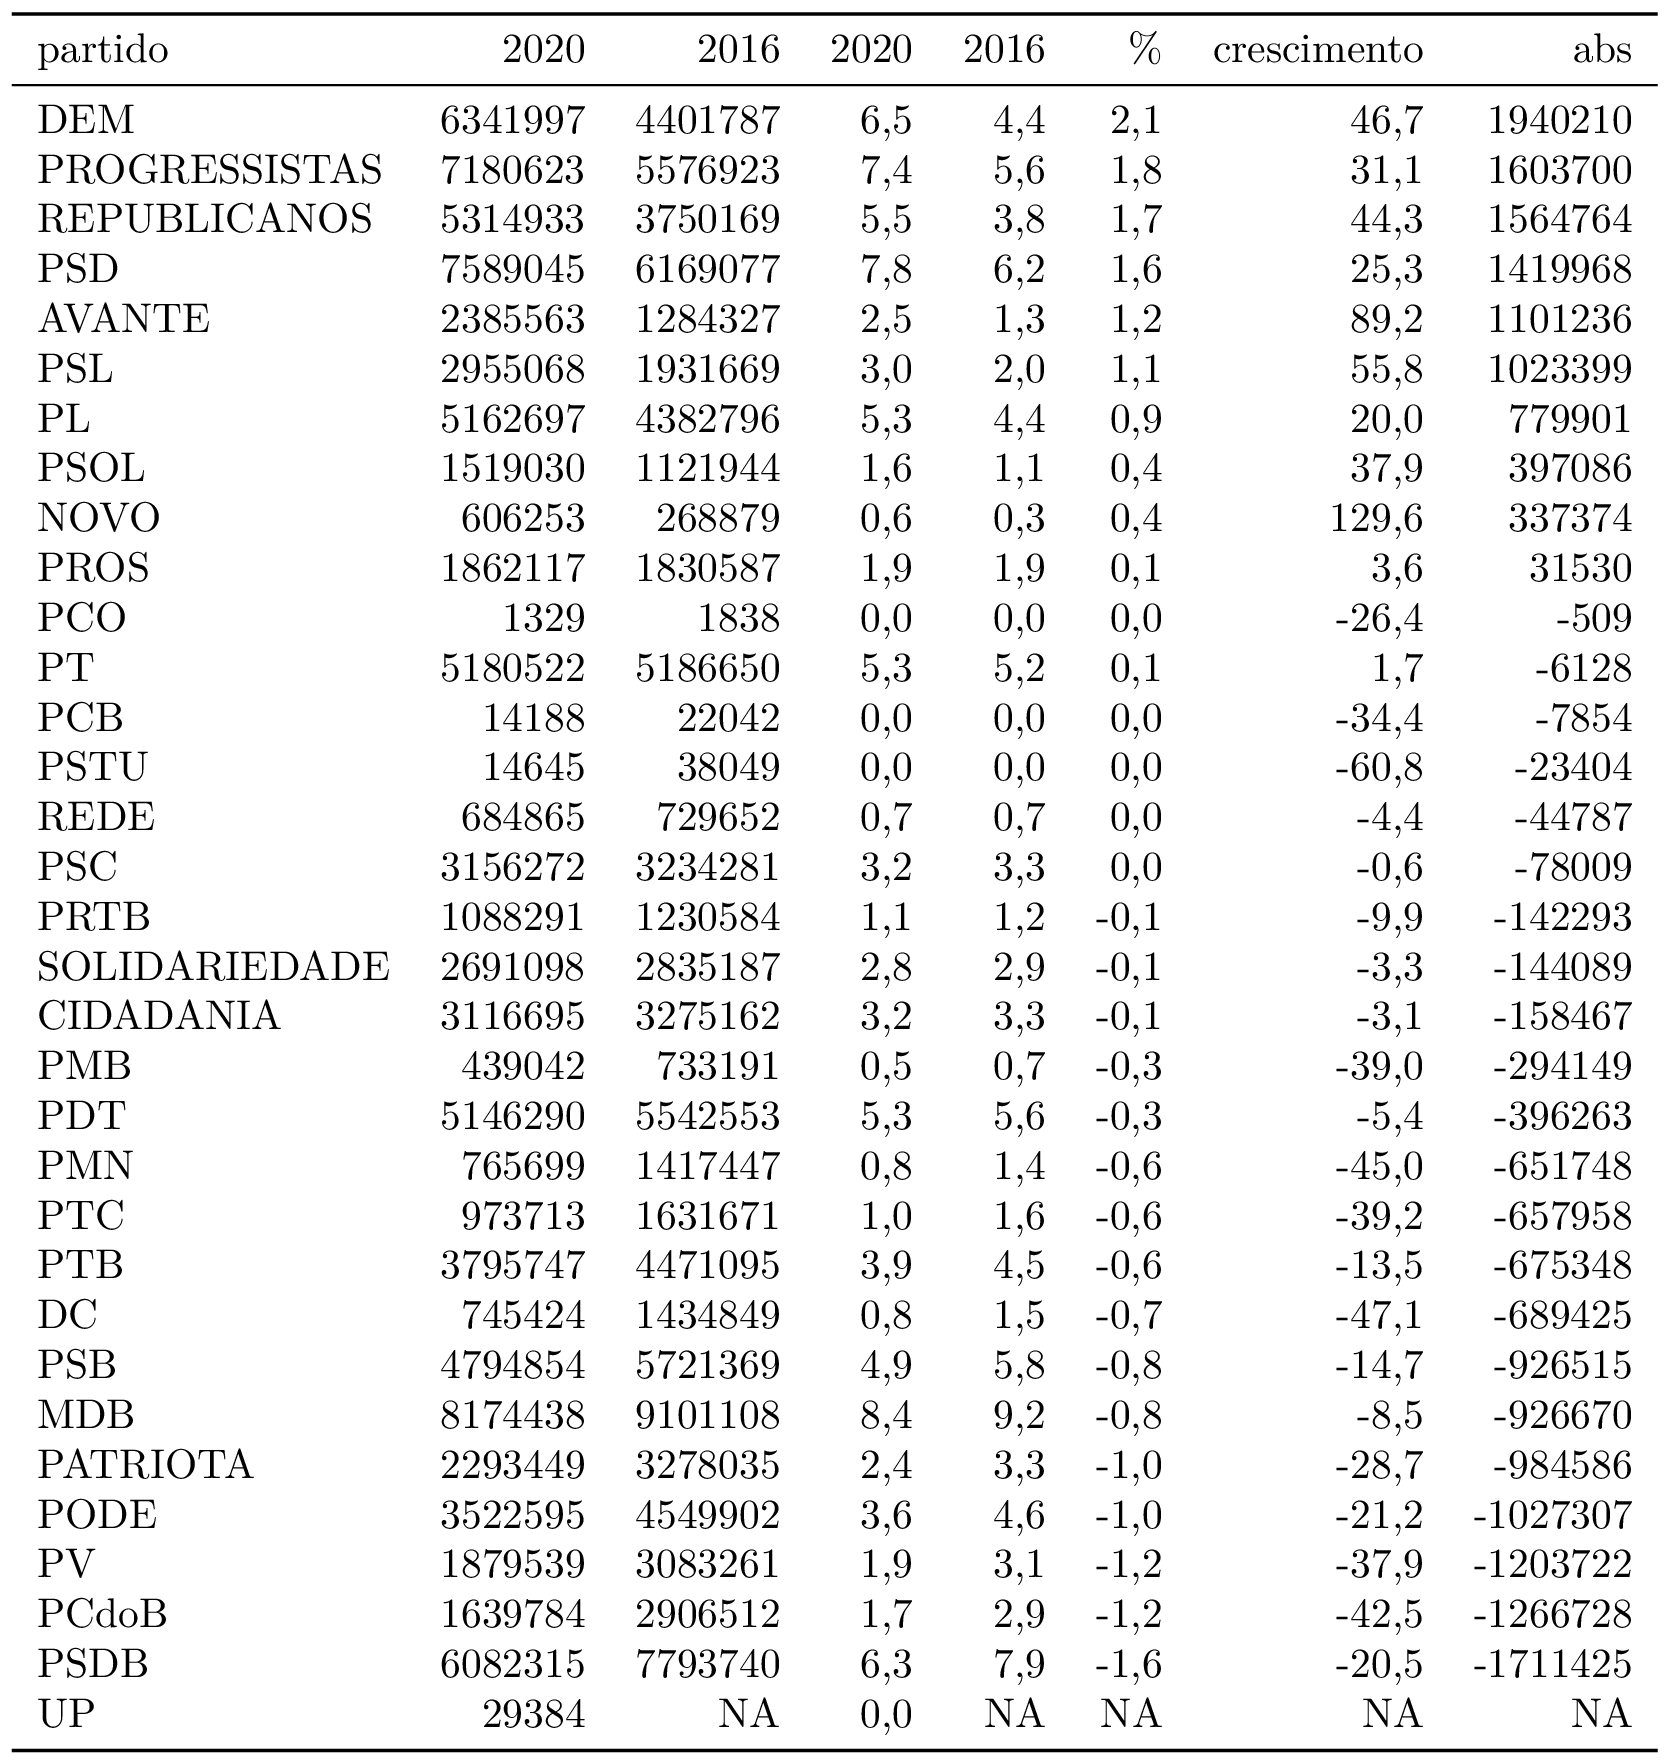 partido 2020 2016 2020 2016 % crescimento abs
DEM 6341997 4401787 6,5 4,4 2,1 46,7 1940210
PROGRESSISTAS 7180623 5576923 7,4 5,6 1,8 31,1 1603700
REPUBLICANOS 5314933 3750169 5,5 3,8 1,7 44,3 1564764
PSD 7589045 6169077 7,8 6,2 1,6 25,3 1419968
AVANTE 2385563 1284327 2,5 1,3 1,2 89,2 1101236
PSL 2955068 1931669 3,0 2,0 1,1 55,8 1023399
PL 5162697 4382796 5,3 4,4 0,9 20,0 779901
PSOL 1519030 1121944 1,6 1,1 0,4 37,9 397086
NOVO 606253 268879 0,6 0,3 0,4 129,6 337374
PROS 1862117 1830587 1,9 1,9 0,1 3,6 31530
PCO 1329 1838 0,0 0,0 0,0 -26,4 -509
PT 5180522 5186650 5,3 5,2 0,1 1,7 -6128
PCB 14188 22042 0,0 0,0 0,0 -34,4 -7854
PSTU 14645 38049 0,0 0,0 0,0 -60,8 -23404
REDE 684865 729652 0,7 0,7 0,0 -4,4 -44787
PSC 3156272 3234281 3,2 3,3 0,0 -0,6 -78009
PRTB 1088291 1230584 1,1 1,2 -0,1 -9,9 -142293
SOLIDARIEDADE 2691098 2835187 2,8 2,9 -0,1 -3,3 -144089
CIDADANIA 3116695 3275162 3,2 3,3 -0,1 -3,1 -158467
PMB 439042 733191 0,5 0,7 -0,3 -39,0 -294149
PDT 5146290 5542553 5,3 5,6 -0,3 -5,4 -396263
PMN 765699 1417447 0,8 1,4 -0,6 -45,0 -651748
PTC 973713 1631671 1,0 1,6 -0,6 -39,2 -657958
PTB 3795747 4471095 3,9 4,5 -0,6 -13,5 -675348
DC 745424 1434849 0,8 1,5 -0,7 -47,1 -689425
PSB 4794854 5721369 4,9 5,8 -0,8 -14,7 -926515
MDB 8174438 9101108 8,4 9,2 -0,8 -8,5 -926670
PATRIOTA 2293449 3278035 2,4 3,3 -1,0 -28,7 -984586
PODE 3522595 4549902 3,6 4,6 -1,0 -21,2 -1027307
PV 1879539 3083261 1,9 3,1 -1,2 -37,9 -1203722
PCdoB 1639784 2906512 1,7 2,9 -1,2 -42,5 -1266728
PSDB 6082315 7793740 6,3 7,9 -1,6 -20,5 -1711425
UP 29384 NA 0,0 NA NA NA NA